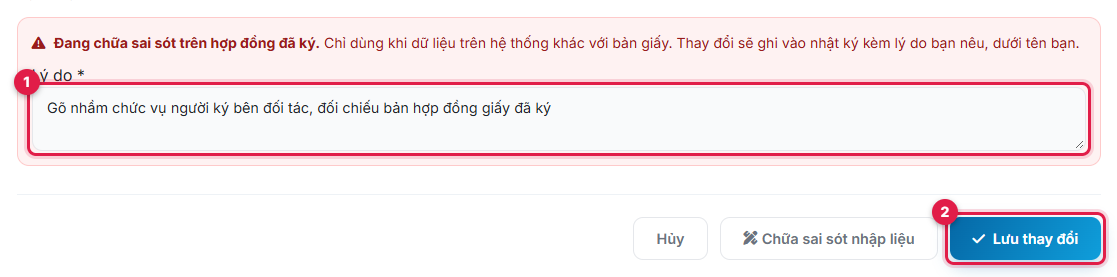 Đang chữa sai sót trên hợp đồng đã ký. Chỉ dùng khi dữ liệu trên hệ thống khác với bản giấy. Thay đổi sẽ ghi vào nhật ký kèm lý do bạn nêu, dưới tên bạn.
1 Lý do *
Gõ nhầm chức vụ người ký bên đối tác, đối chiếu bản hợp đồng giấy đã ký
2
Hủy Chữa sai sót nhập liệu Lưu thay đổi